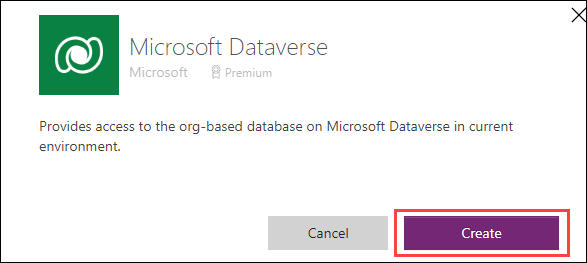 Microsoft Dataverse
Microsoft Premium
Provides access to the org-based database on Microsoft Dataverse in current
environment.
Cancel Create